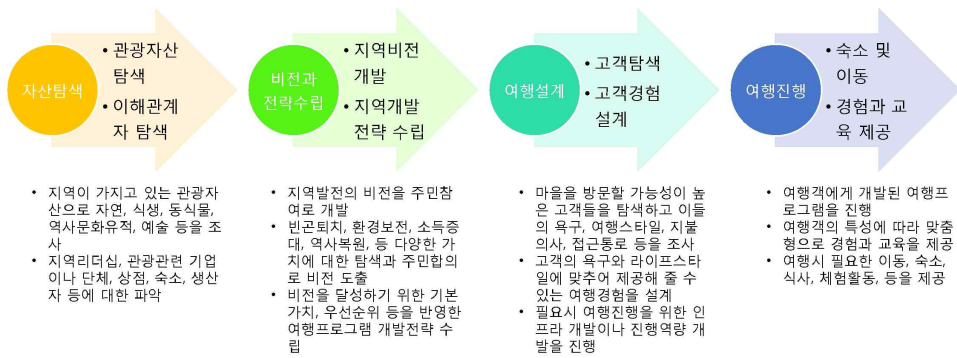 자산탐색
• 관광자산
탐색
• 이해관계
자 탐색
비전과
전략수립
• 지역비전
개발
• 지역개발
전략 수립
여행설계
• 고객탐색
• 고객경험
설계
여행진행
• 숙소 및
이동
• 경험과 교
육 제공
• 지역이 가지고 있는 관광자
산으로 자연, 식생, 동식물,
역사문화유적, 예술 등을 조
사
• 지역리더십, 관광관련 기업
이나 단체, 상점, 숙소, 생산
자 등에 대한 파악
• 지역발전의 비전을 주민참
여로 개발
• 빈곤퇴치, 환경보전, 소득증
대, 역사복원, 등 다양한 가
치에 대한 탐색과 주민합의
로 비전 도출
• 비전을 달성하기 위한 기본
가치, 우선순위 등을 반영한
여행프로그램 개발전략 수
립
• 마을을 방문할 가능성이 높
은 고객들을 탐색하고 이들
의 욕구, 여행스타일, 지불
의사, 접근통로 등을 조사
• 고객의 욕구와 라이프스타
일에 맞추어 제공해 줄 수
있는 여행경험을 설계
• 필요시 여행진행을 위한 인
프라 개발이나 진행역량 개
발을 진행
• 여행객에게 개발된 여행프
로그램을 진행
• 여행객의 특성에 따라 맞춤
형으로 경험과 교육을 제공
• 여행시 필요한 이동, 숙소,
식사, 체험활동, 등을 제공